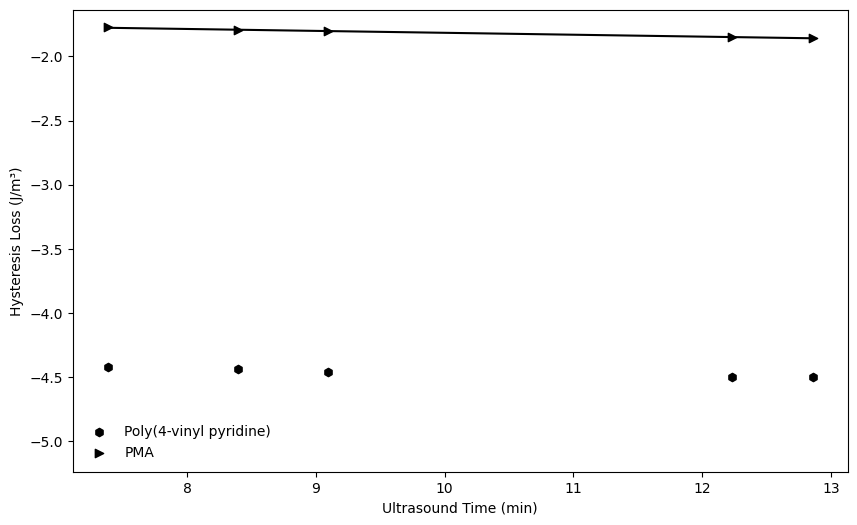 −2.0
−2.5
−3.0
−3.5
−4.0
−4.5
−5.0
Hysteresis Loss (J/m³)
Poly(4-vinyl pyridine)
PMA
8 9 10 11 12 13
Ultrasound Time (min)